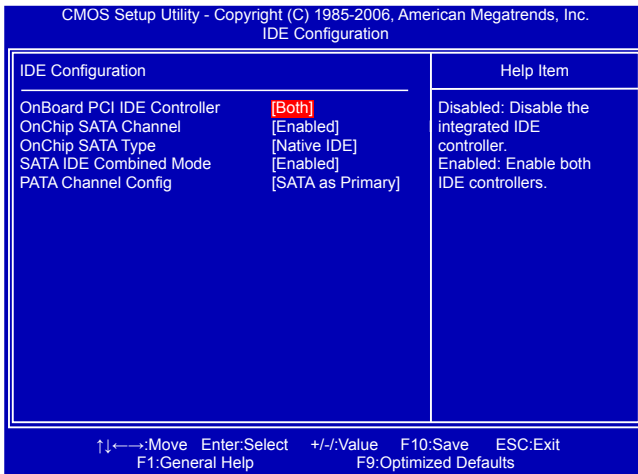 CMOS Setup Utility - Copyright (C) 1985-2006, American Megatrends, Inc.
IDE Configuration
IDE Configuration
Help Item
OnBoard PCI IDE Controller [Both]
OnChip SATA Channel [Enabled]
OnChip SATA Type [Native IDE]
SATA IDE Combined Mode [Enabled]
PATA Channel Config [SATA as Primary]
Disabled: Disable the
integrated IDE
controller.
Enabled: Enable both
IDE controllers.
↑↓←→:Move Enter:Select +/-/:Value F10:Save ESC:Exit
F1:General Help F9:Optimized Defaults